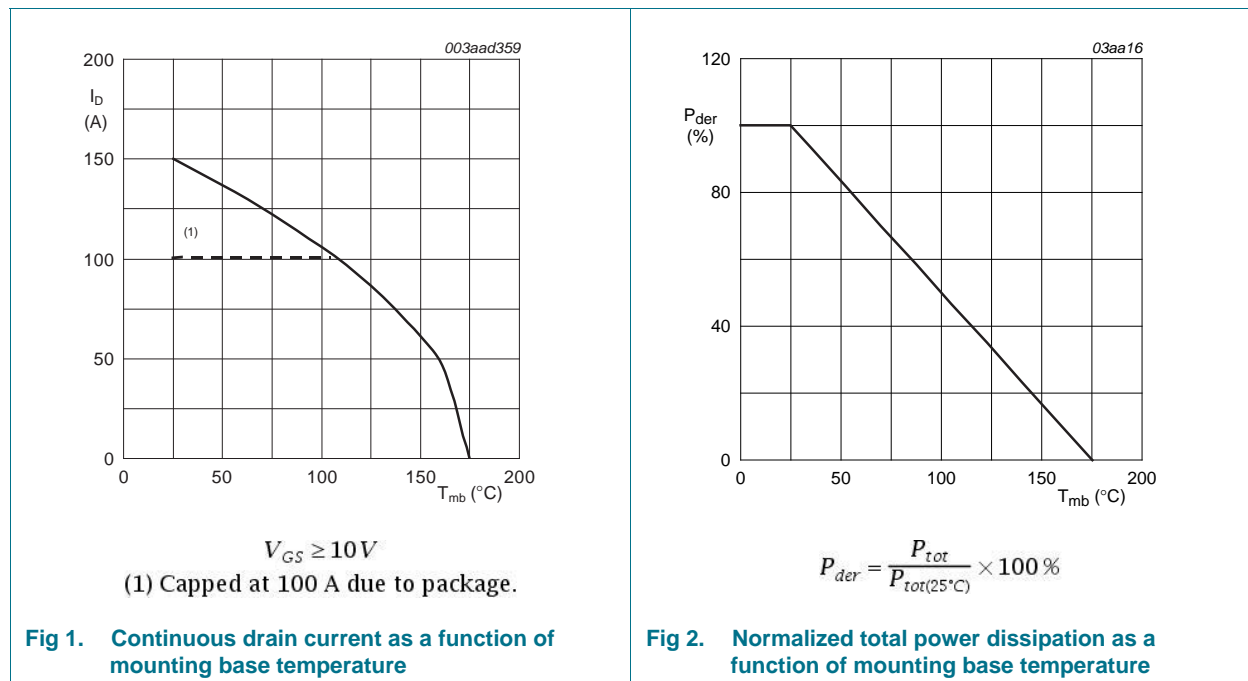 003aad359
200
I_D
(A)
150
(1)
100
50
0
0
50
100
150
200
T_mb (°C)
V_GS ≥ 10 V
(1) Capped at 100 A due to package.
Fig 1. Continuous drain current as a function of
mounting base temperature
03aa16
120
P_der
(%)
80
40
0
0
50
100
150
200
T_mb (°C)
P_der = P_tot / P_tot(25°C) × 100 %
Fig 2. Normalized total power dissipation as a
function of mounting base temperature